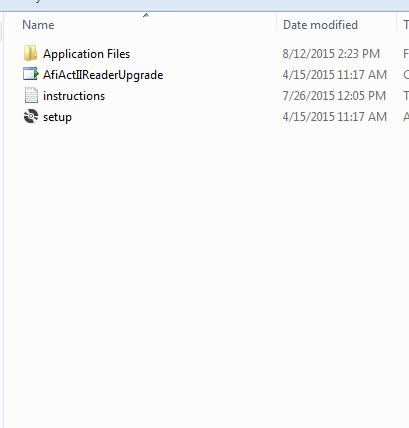 Name Date modified T
Application Files 8/12/2015 2:23 PM F
AfiActIIReaderUpgrade 4/15/2015 11:17 AM C
instructions 7/26/2015 12:05 PM T
setup 4/15/2015 11:17 AM A